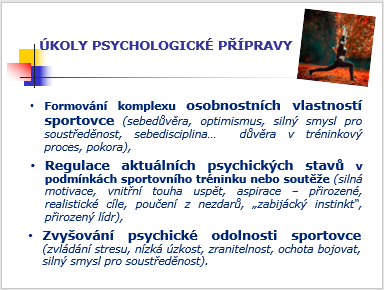 ÚKOLY PSYCHOLOGICKÉ PŘÍPRAVY
• Formování komplexu osobnostních vlastností
sportovce (sebedůvěra, optimismus, silný smysl pro
soustředěnost, sebedisciplina… důvěra v tréninkový
proces, pokora),
• Regulace aktuálních psychických stavů v
podmínkách sportovního tréninku nebo soutěže (silná
motivace, vnitřní touha uspět, aspirace – přirozené,
realistické cíle, poučení z nezdarů, „zabijácký instinkt“,
přirozený lídr),
• Zvyšování psychické odolnosti sportovce
(zvládání stresu, nízká úzkost, zranitelnost, ochota bojovat,
silný smysl pro soustředěnost).